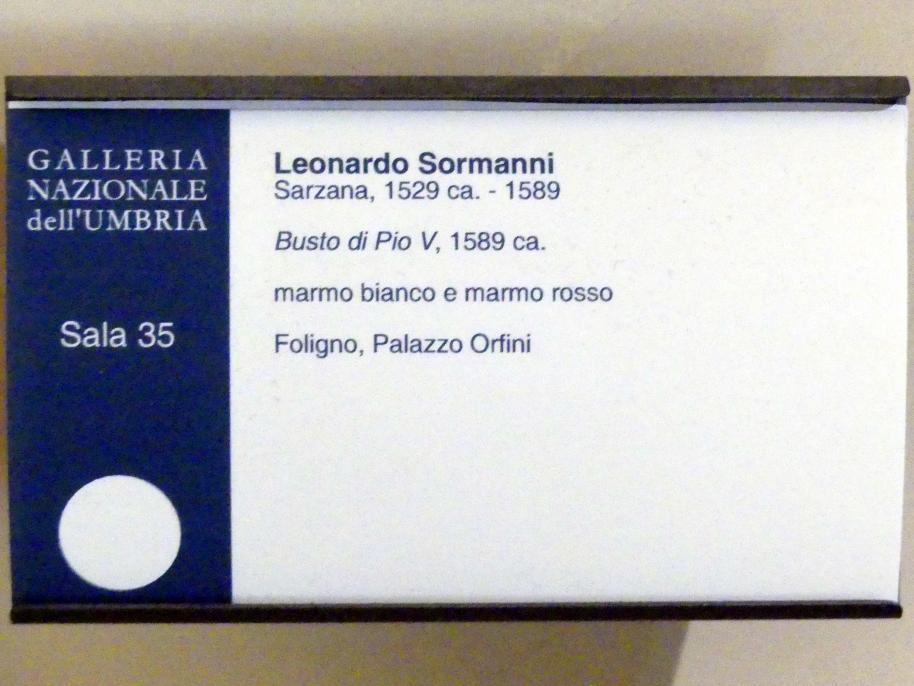 GALLERIA
NAZIONALE
dell'UMBRIA
Sala 35
Leonardo Sormanni
Sarzana, 1529 ca. - 1589
Busto di Pio V, 1589 ca.
marmo bianco e marmo rosso
Foligno, Palazzo Orfini